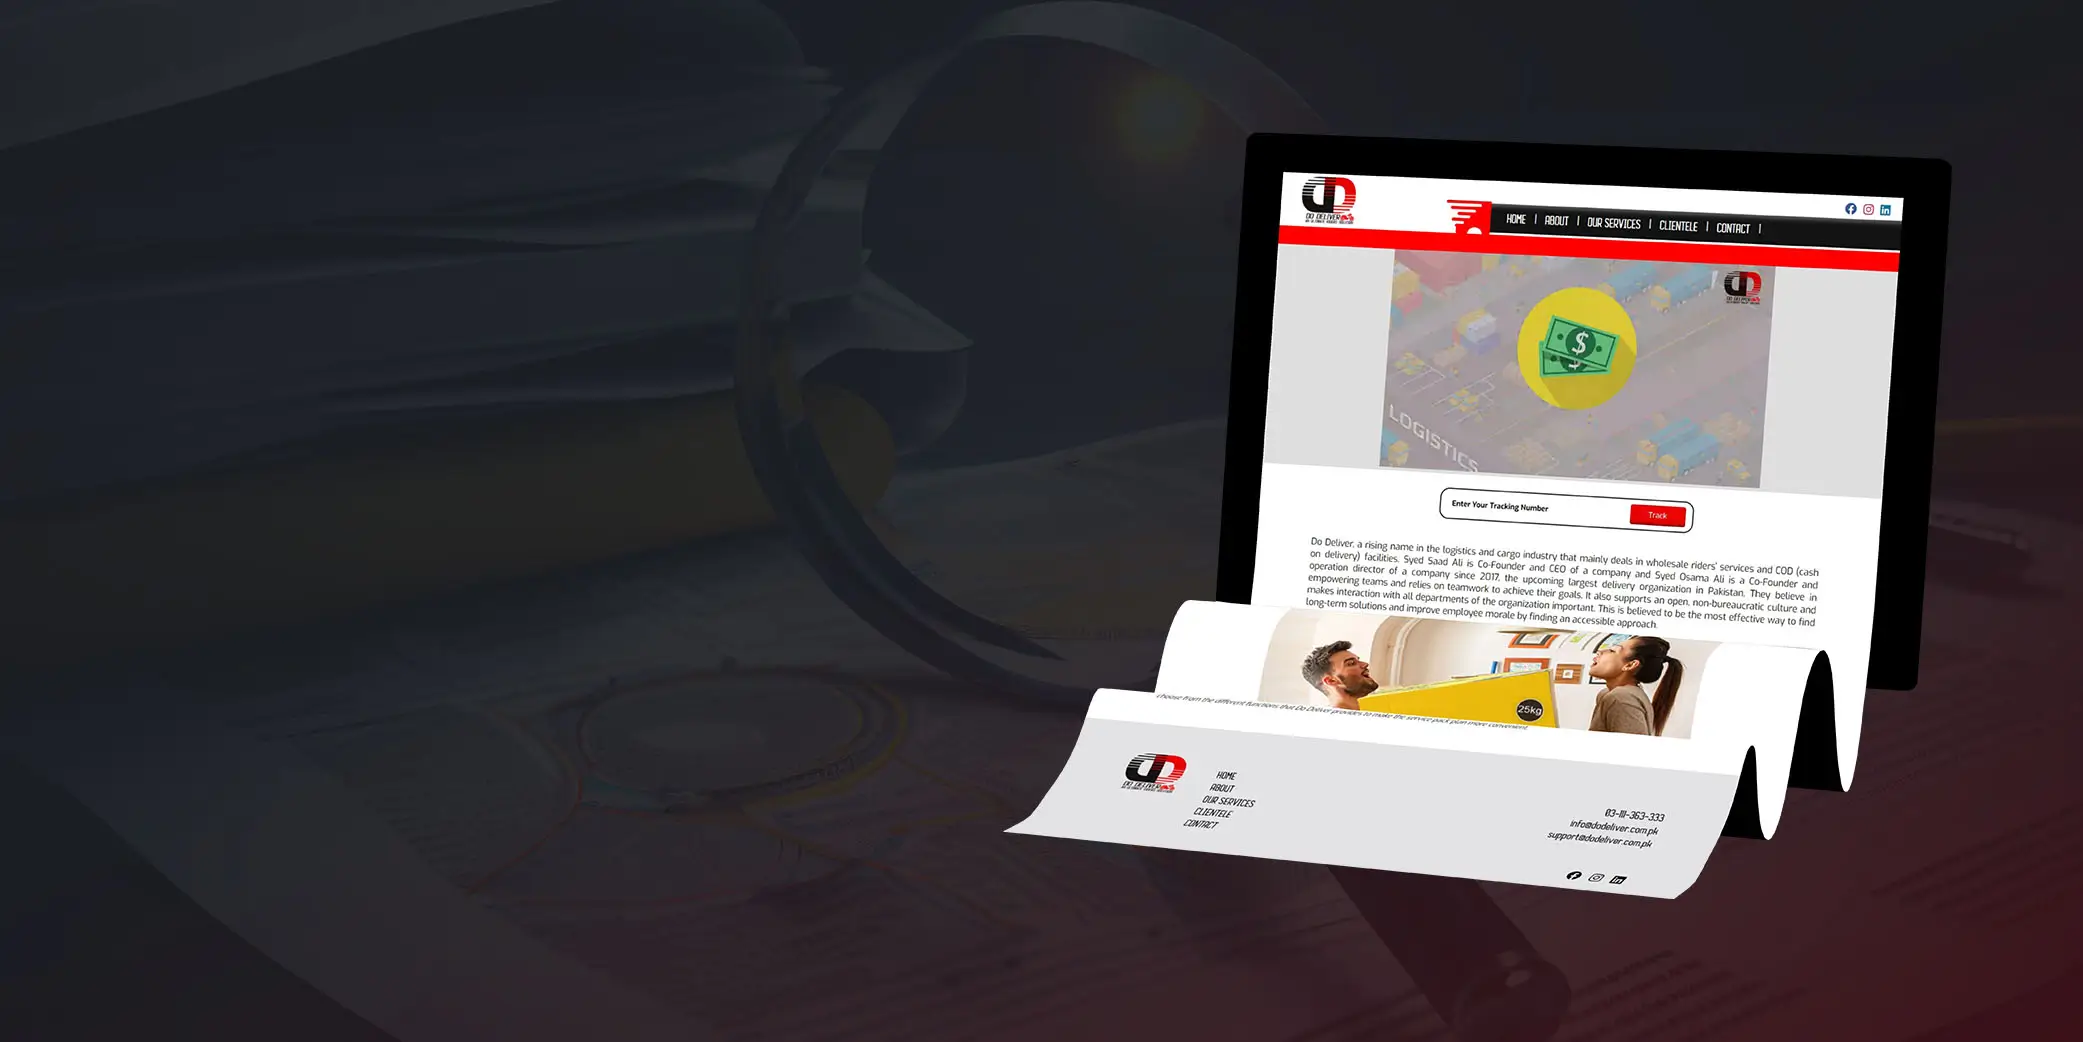 DO DELIVER
HOME | ABOUT | OUR SERVICES | CLIENTELE | CONTACT |
LOGISTICS
Enter Your Tracking Number
Track
Do Deliver, a rising name in the logistics and cargo industry that mainly deals in wholesale riders' services and COD (cash
on delivery) facilities. Syed Saad Ali is Co-Founder and CEO of a company and Syed Osama Ali is a Co-Founder and
operation director of a company since 2017, the upcoming largest delivery organization in Pakistan. They believe in
empowering teams and relies on teamwork to achieve their goals. It also supports an open, non-bureaucratic culture and
makes interaction with all departments of the organization important. This is believed to be the most effective way to find
long-term solutions and improve employee morale by finding an accessible approach.
25kg
choose from the different functions that Do Deliver provides to make the service pack plan more convenient.
DO DELIVER
HOME
ABOUT
OUR SERVICES
CLIENTELE
CONTACT
03-111-363-333
info@dodeliver.com.pk
support@dodeliver.com.pk